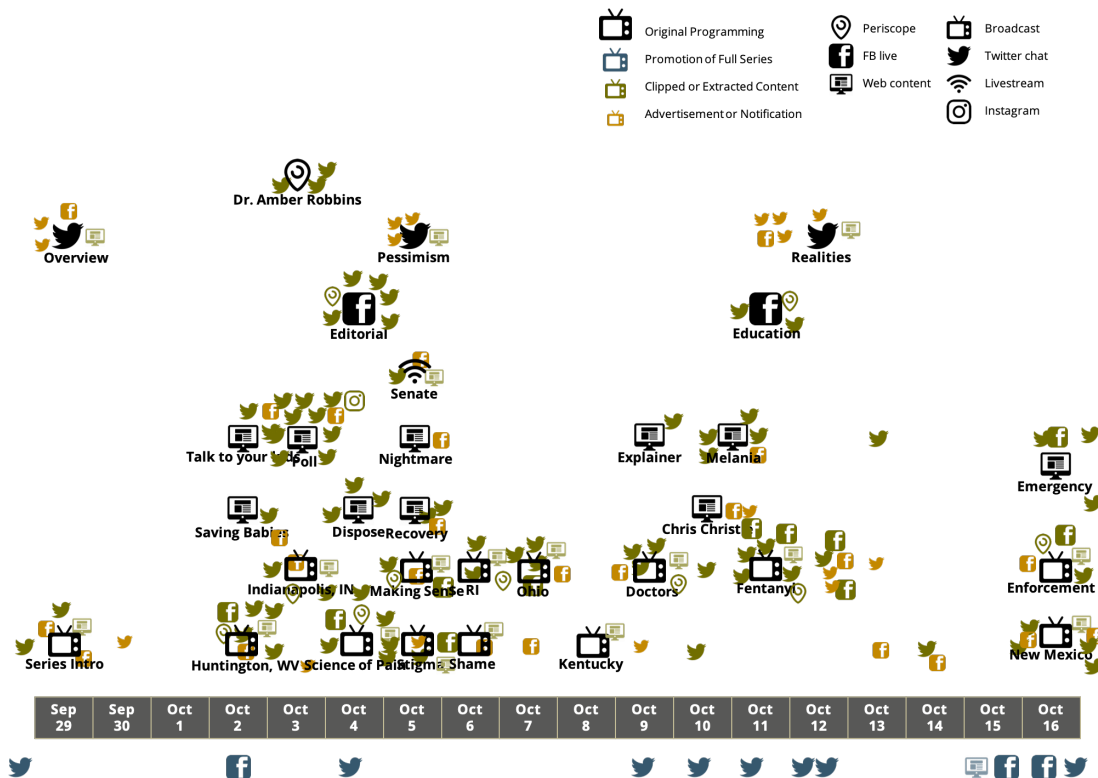 Original Programming
Promotion of Full Series
Clipped or Extracted Content
Advertisement or Notification
Periscope
FB live
Web content
Broadcast
Twitter chat
Livestream
Instagram
Dr. Amber Robbins
Overview
Pessimism
Realities
Editorial
Education
Senate
Talk to your kids
Poll
Nightmare
Explainer
Melania
Emergency
Saving Babies
Dispose
Recovery
Chris Christie
Indianapolis, IN
Making Sense
RI
Ohio
Doctors
Fentanyl
Enforcement
Series Intro
Huntington, WV
Science of Pain
Stigma
Shame
Kentucky
New Mexico
Sep 29
Sep 30
Oct 1
Oct 2
Oct 3
Oct 4
Oct 5
Oct 6
Oct 7
Oct 8
Oct 9
Oct 10
Oct 11
Oct 12
Oct 13
Oct 14
Oct 15
Oct 16